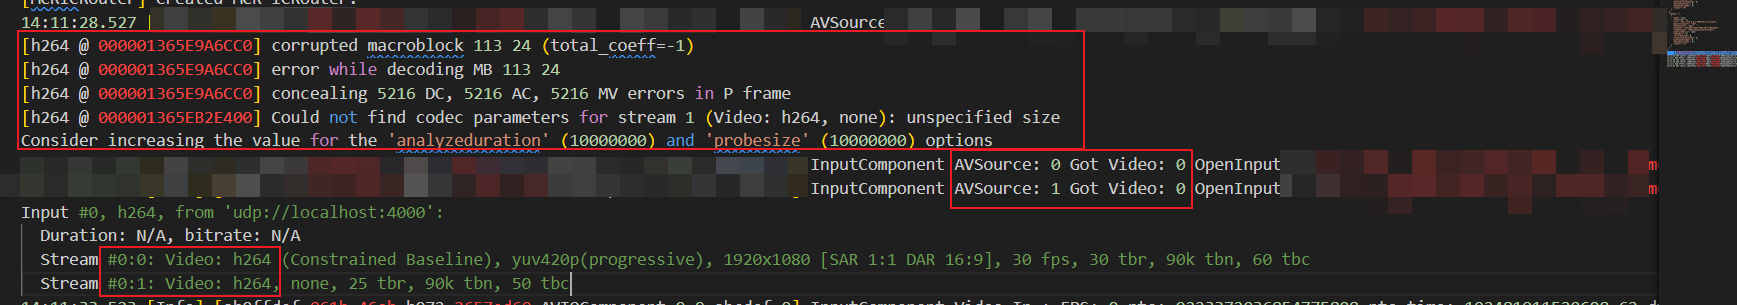 [MCRTCRouter] Created MCR TCRouter.
14:11:28.527 [ AVSource
[h264 @ 000001365E9A6CC0] corrupted macroblock 113 24 (total_coeff=-1)
[h264 @ 000001365E9A6CC0] error while decoding MB 113 24
[h264 @ 000001365E9A6CC0] concealing 5216 DC, 5216 AC, 5216 MV errors in P frame
[h264 @ 000001365EB2E400] Could not find codec parameters for stream 1 (Video: h264, none): unspecified size
Consider increasing the value for the 'analyzeduration' (10000000) and 'probesize' (10000000) options
InputComponent AVSource: 0 Got Video: 0 OpenInput
InputComponent AVSource: 1 Got Video: 0 OpenInput
Input #0, h264, from 'udp://localhost:4000':
Duration: N/A, bitrate: N/A
Stream #0:0: Video: h264 (Constrained Baseline), yuv420p(progressive), 1920x1080 [SAR 1:1 DAR 16:9], 30 fps, 30 tbr, 90k tbn, 60 tbc
Stream #0:1: Video: h264, none, 25 tbr, 90k tbn, 50 tbc